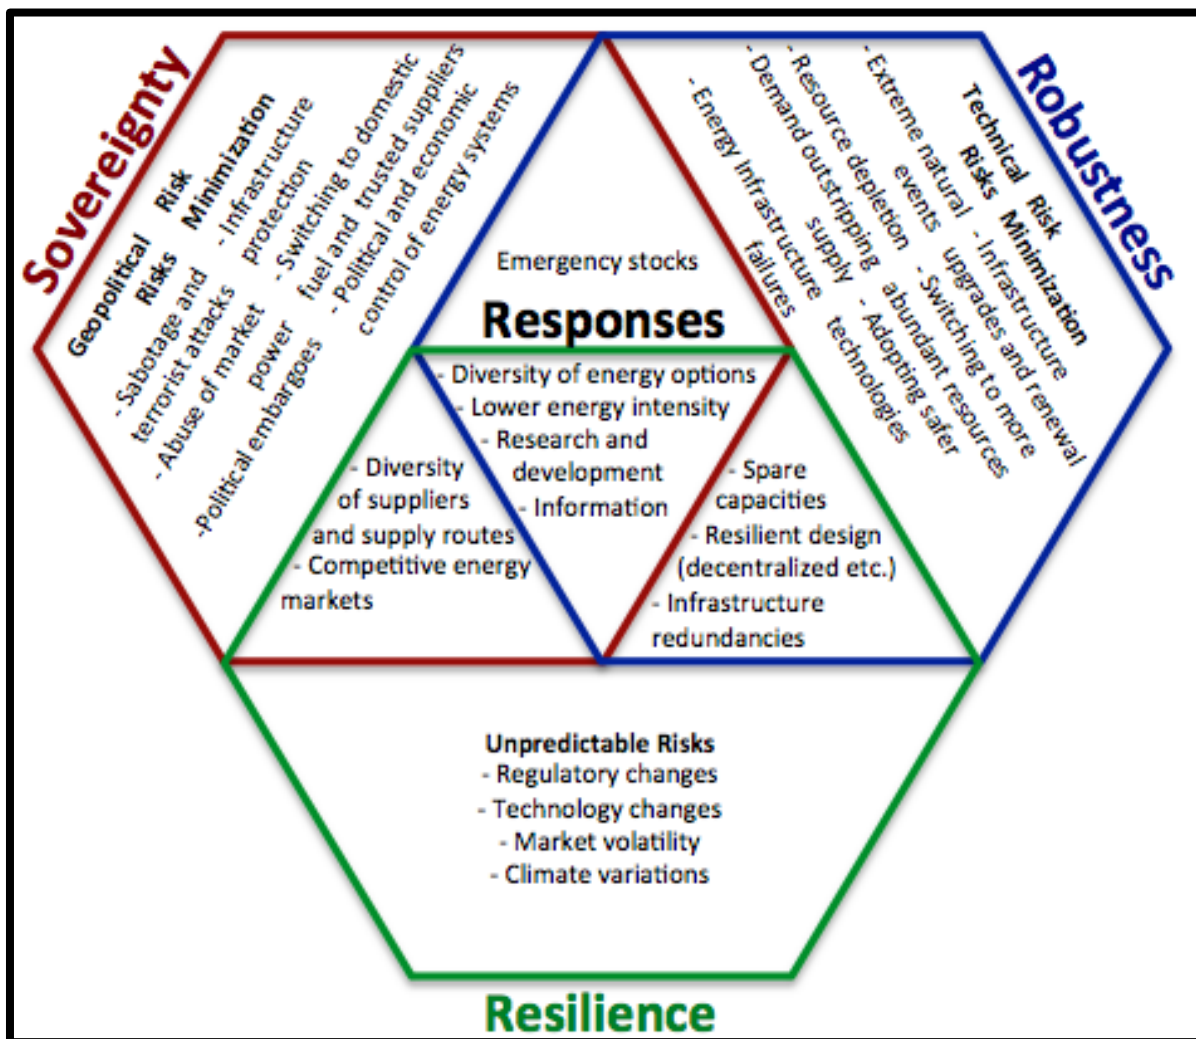 Sovereignty
Geopolitical Risks
- Sabotage and
terrorist attacks
- Abuse of market
power
-Political embargoes
Risk Minimization
- Infrastructure
protection
- Switching to domestic
fuel and trusted suppliers
- Political and economic
control of energy systems
Robustness
Technical Risks
- Extreme natural
events
- Resource depletion
- Demand outstripping
supply
- Energy Infrastructure
failures
Risk Minimization
- Infrastructure
upgrades and renewal
- Switching to more
abundant resources
- Adopting safer
technologies
Emergency stocks
Responses
- Diversity of energy options
- Lower energy intensity
- Research and
development
- Information
- Diversity
of suppliers
and supply routes
- Competitive energy
markets
- Spare
capacities
- Resilient design
(decentralized etc.)
- Infrastructure
redundancies
Unpredictable Risks
- Regulatory changes
- Technology changes
- Market volatility
- Climate variations
Resilience